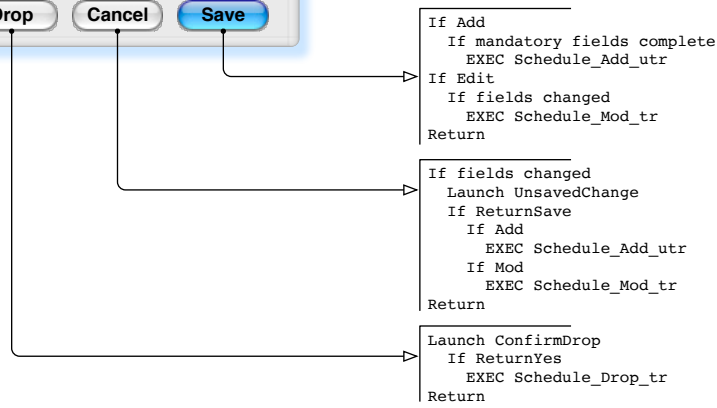 Cancel
Save
If Add
If mandatory fields complete
EXEC Schedule_Add_utr
If Edit
If fields changed
EXEC Schedule_Mod_tr
Return
If fields changed
Launch UnsavedChange
If ReturnSave
If Add
EXEC Schedule_Add_utr
If Mod
EXEC Schedule_Mod_tr
Return
Launch ConfirmDrop
If ReturnYes
EXEC Schedule_Drop_tr
Return